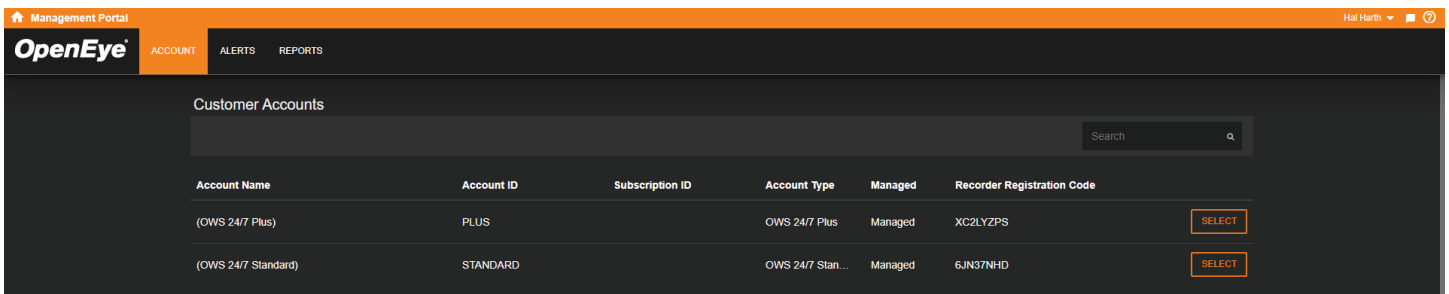 Management Portal Hal Harth
OpenEye ACCOUNT ALERTS REPORTS
Customer Accounts
Search
Account Name Account ID Subscription ID Account Type Managed Recorder Registration Code
(OWS 24/7 Plus) PLUS OWS 24/7 Plus Managed XC2LYZPS SELECT
(OWS 24/7 Standard) STANDARD OWS 24/7 Stan... Managed 6JN37NHD SELECT